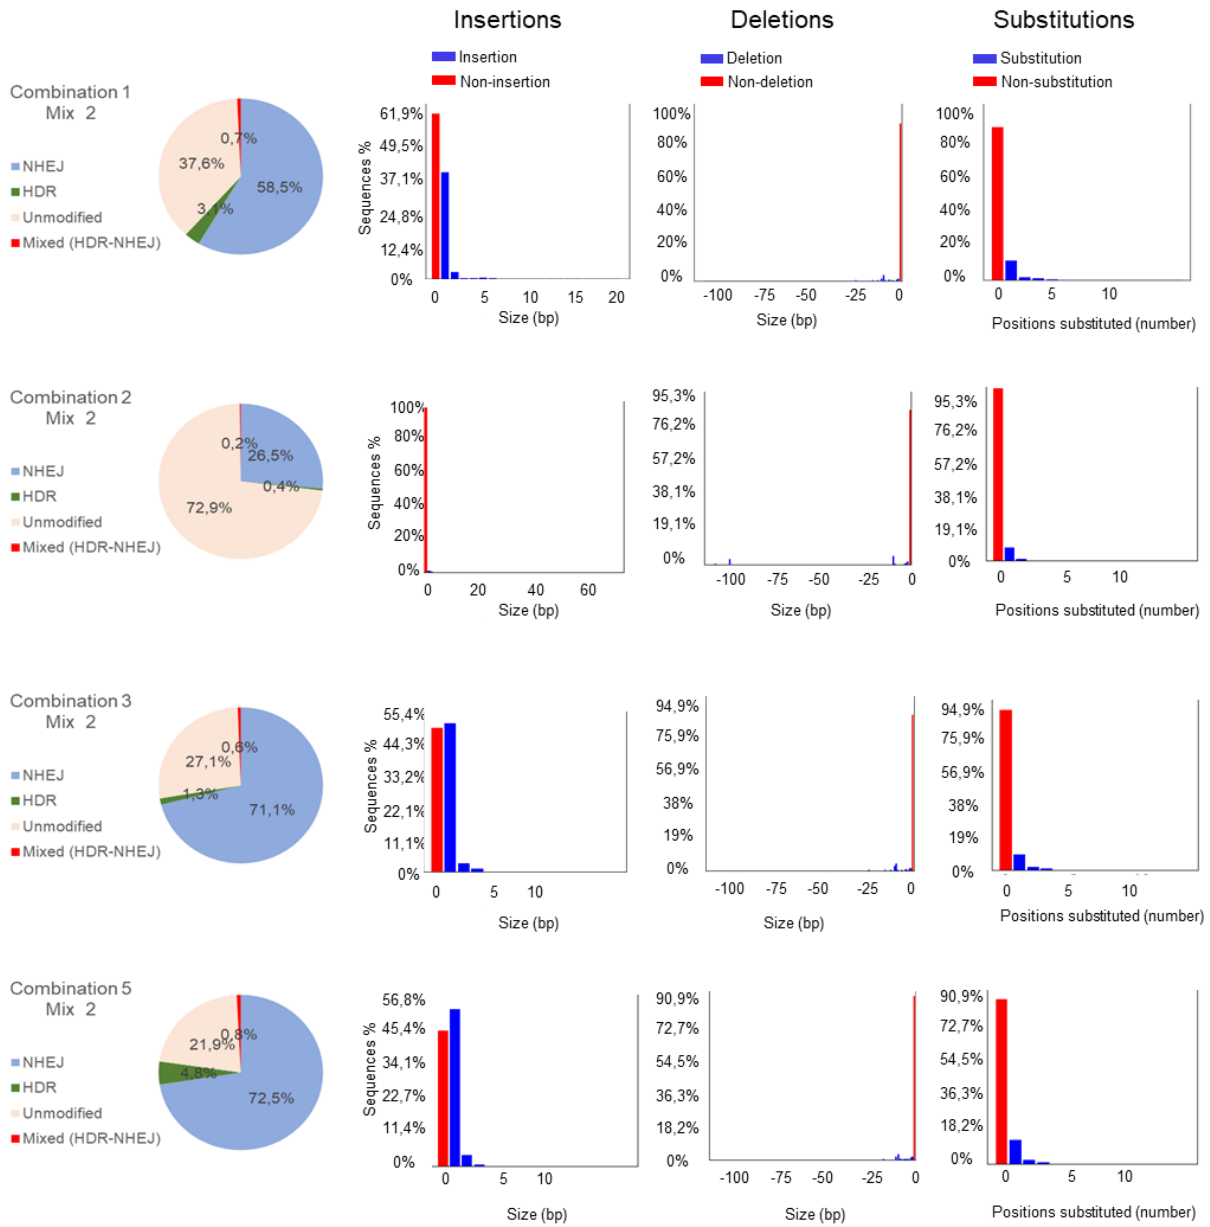 Insertions
Deletions
Substitutions
Insertion
Non-insertion
Deletion
Non-deletion
Substitution
Non-substitution
Combination 1
Mix 2
NHEJ
HDR
Unmodified
Mixed (HDR-NHEJ)
0,7%
37,6%
58,5%
3,1%
Sequences %
61,9%
49,5%
37,1%
24,8%
12,4%
0%
0 5 10 15 20
Size (bp)
100%
80%
60%
40%
20%
0%
-100 -75 -50 -25 0
Size (bp)
100%
80%
60%
40%
20%
0%
0 5 10
Positions substituted (number)
Combination 2
Mix 2
NHEJ
HDR
Unmodified
Mixed (HDR-NHEJ)
0,2%
26,5%
0,4%
72,9%
Sequences %
100%
80%
60%
40%
20%
0%
0 20 40 60
Size (bp)
95,3%
76,2%
57,2%
38,1%
19,1%
0%
-100 -75 -50 -25 0
Size (bp)
95,3%
76,2%
57,2%
38,1%
19,1%
0%
0 5 10
Positions substituted (number)
Combination 3
Mix 2
NHEJ
HDR
Unmodified
Mixed (HDR-NHEJ)
0,6%
27,1%
1,3%
71,1%
Sequences %
55,4%
44,3%
33,2%
22,1%
11,1%
0%
0 5 10
Size (bp)
94,9%
75,9%
56,9%
38%
19%
0%
-100 -75 -50 -25 0
Size (bp)
94,9%
75,9%
56,9%
38%
19%
0%
0 5 10
Positions substituted (number)
Combination 5
Mix 2
NHEJ
HDR
Unmodified
Mixed (HDR-NHEJ)
0,8%
21,9%
4,8%
72,5%
Sequences %
56,8%
45,4%
34,1%
22,7%
11,4%
0%
0 5 10
Size (bp)
90,9%
72,7%
54,5%
36,3%
18,2%
0%
-100 -75 -50 -25 0
Size (bp)
90,9%
72,7%
54,5%
36,3%
18,2%
0%
0 5 10
Positions substituted (number)